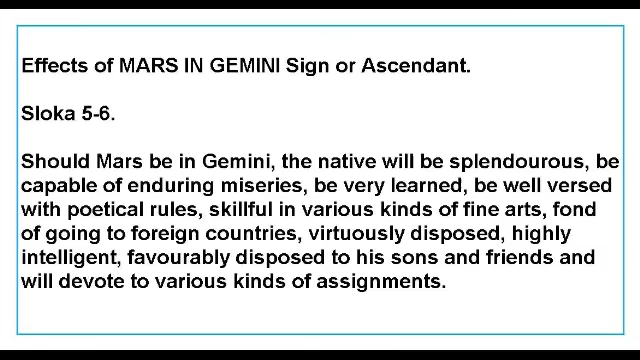 Effects of MARS IN GEMINI Sign or Ascendant.
Sloka 5-6.
Should Mars be in Gemini, the native will be splendourous, be
capable of enduring miseries, be very learned, be well versed
with poetical rules, skillful in various kinds of fine arts, fond
of going to foreign countries, virtuously disposed, highly
intelligent, favourably disposed to his sons and friends and
will devote to various kinds of assignments.